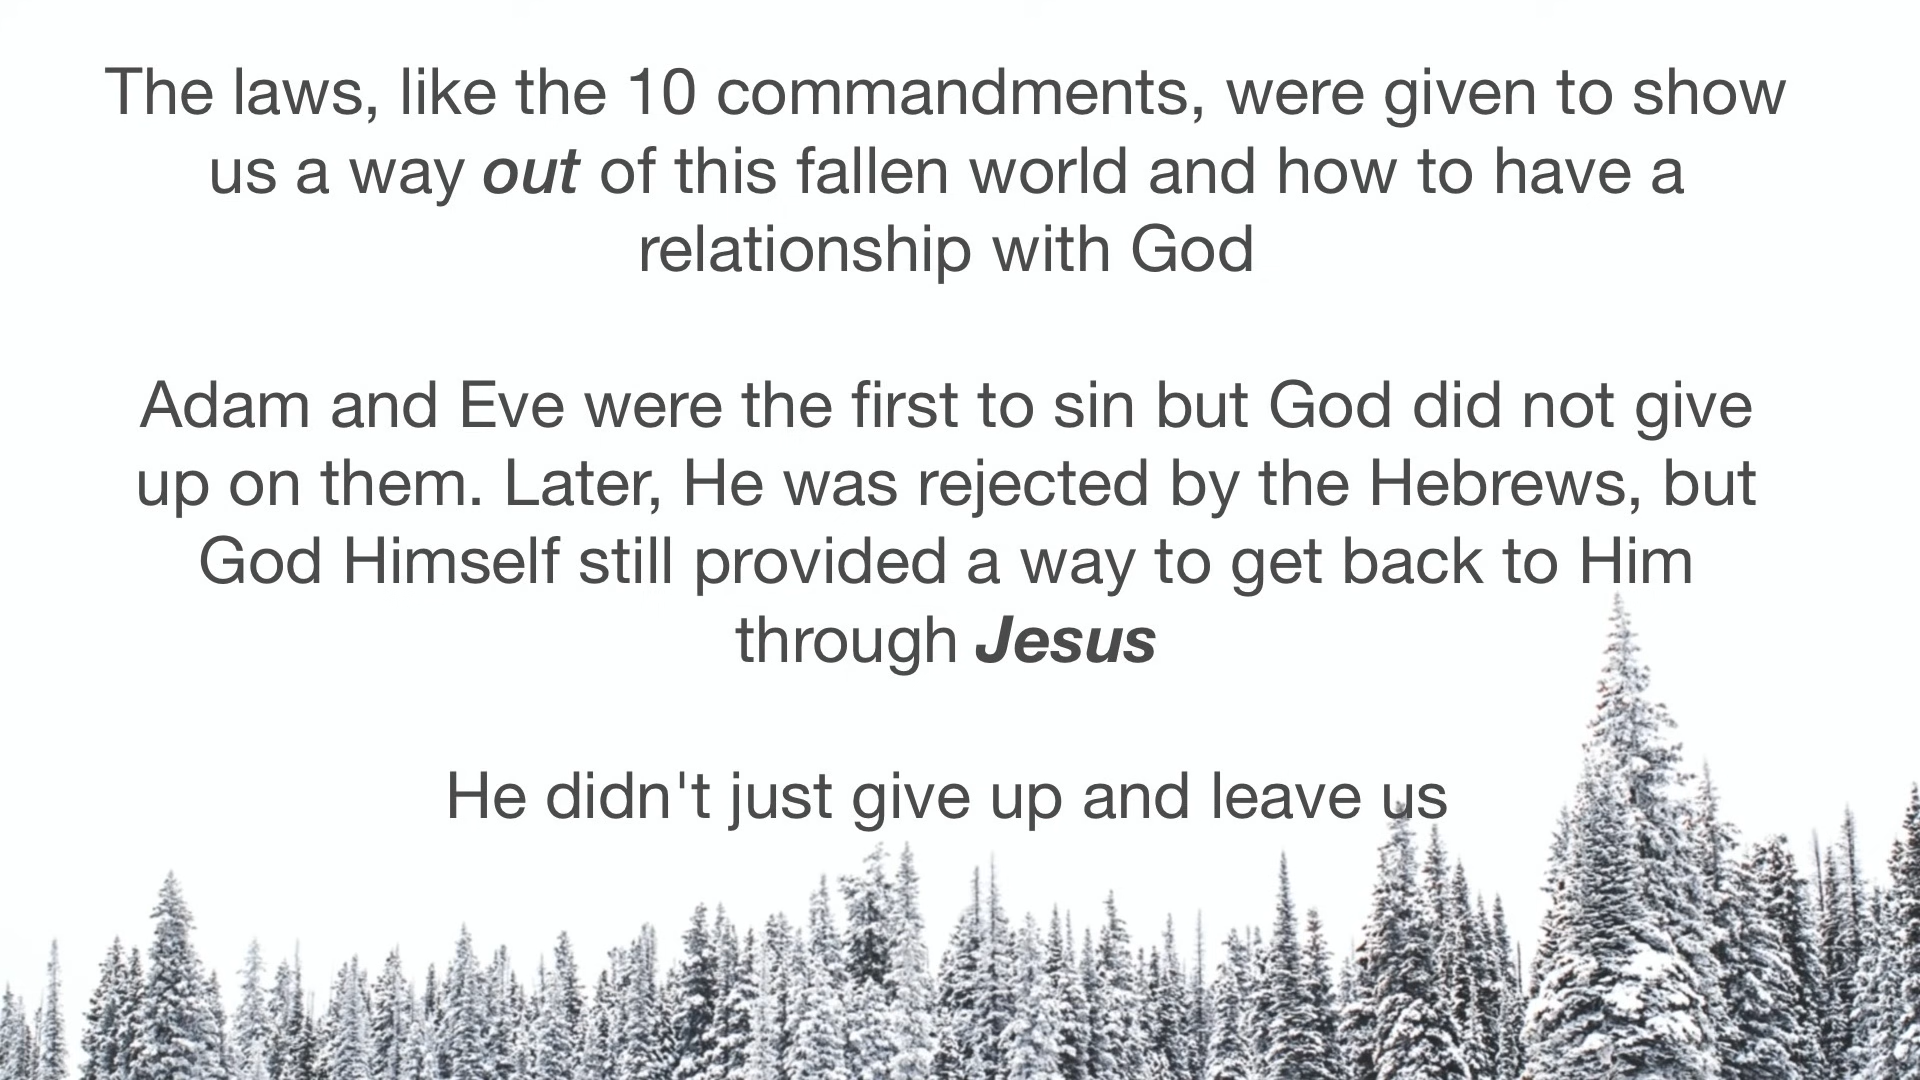 The laws, like the 10 commandments, were given to show
us a way out of this fallen world and how to have a
relationship with God
Adam and Eve were the first to sin but God did not give
up on them. Later, He was rejected by the Hebrews, but
God Himself still provided a way to get back to Him
through Jesus
He didn't just give up and leave us